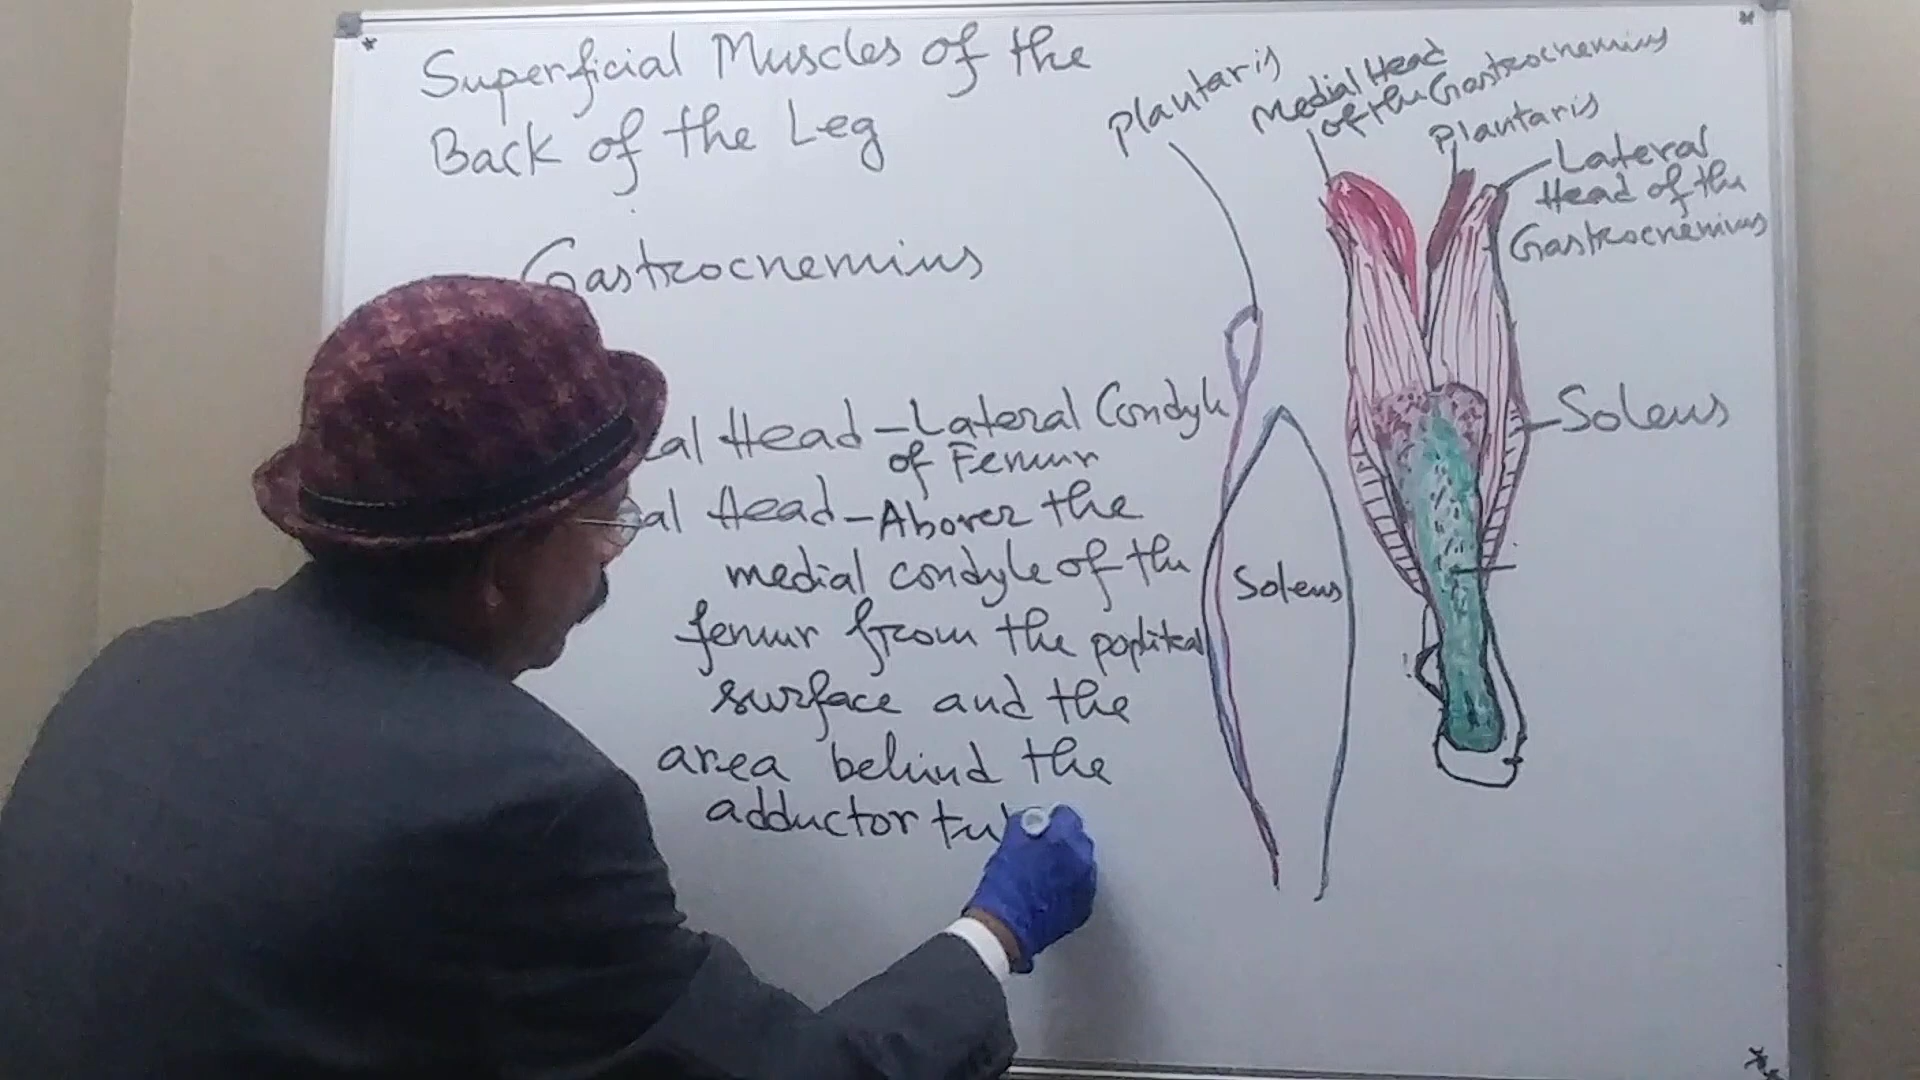 Superficial Muscles of the
Back of the Leg
Gastrocnemius
al Head - Lateral Condyle
of Femur
al Head - Above the
medial condyle of the
femur from the popliteal
surface and the
area behind the
adductor tu
plantaris
Medial Head
of the Gastrocnemius
Plantaris
Lateral
Head of the
Gastrocnemius
Soleus
Soleus